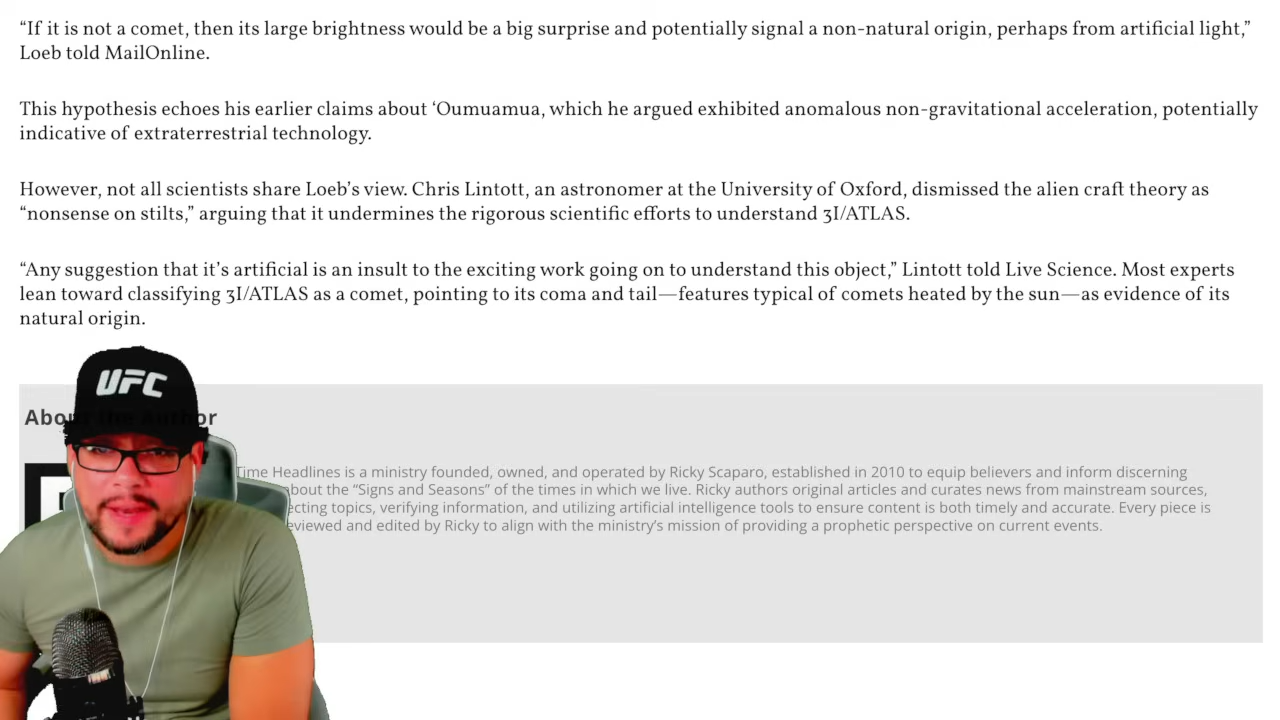 “If it is not a comet, then its large brightness would be a big surprise and potentially signal a non-natural origin, perhaps from artificial light,”
Loeb told MailOnline.
This hypothesis echoes his earlier claims about ‘Oumuamua, which he argued exhibited anomalous non-gravitational acceleration, potentially
indicative of extraterrestrial technology.
However, not all scientists share Loeb’s view. Chris Lintott, an astronomer at the University of Oxford, dismissed the alien craft theory as
“nonsense on stilts,” arguing that it undermines the rigorous scientific efforts to understand 3I/ATLAS.
“Any suggestion that it’s artificial is an insult to the exciting work going on to understand this object,” Lintott told Live Science. Most experts
lean toward classifying 3I/ATLAS as a comet, pointing to its coma and tail—features typical of comets heated by the sun—as evidence of its
natural origin.
UFC
About the Author
Time Headlines is a ministry founded, owned, and operated by Ricky Scaparo, established in 2010 to equip believers and inform discerning
about the “Signs and Seasons” of the times in which we live. Ricky authors original articles and curates news from mainstream sources,
ecting topics, verifying information, and utilizing artificial intelligence tools to ensure content is both timely and accurate. Every piece is
eviewed and edited by Ricky to align with the ministry’s mission of providing a prophetic perspective on current events.